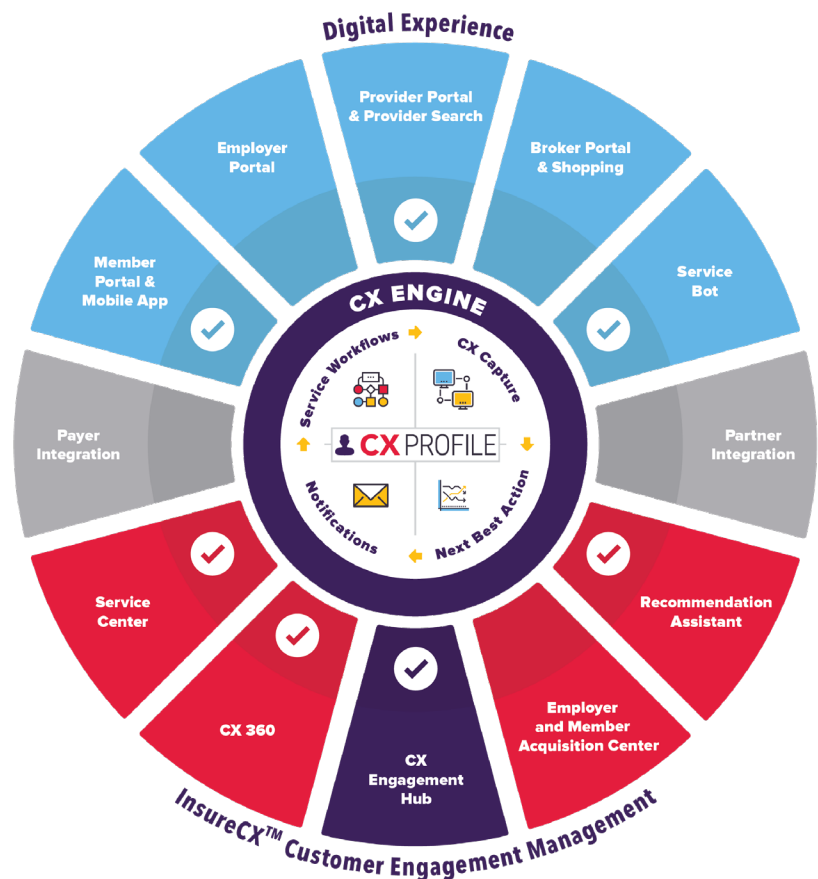 Digital Experience
Provider Portal
& Provider Search
Employer
Portal
Broker Portal
& Shopping
Member
Portal &
Mobile App
Service
Bot
CX ENGINE
Service Workflows
CX Capture
Payer
Integration
CX PROFILE
Partner
Integration
Notifications
Next Best Action
Service
Center
Recommendation
Assistant
CX 360
Employer
and Member
Acquisition Center
CX
Engagement
Hub
InsureCX™ Customer Engagement Management